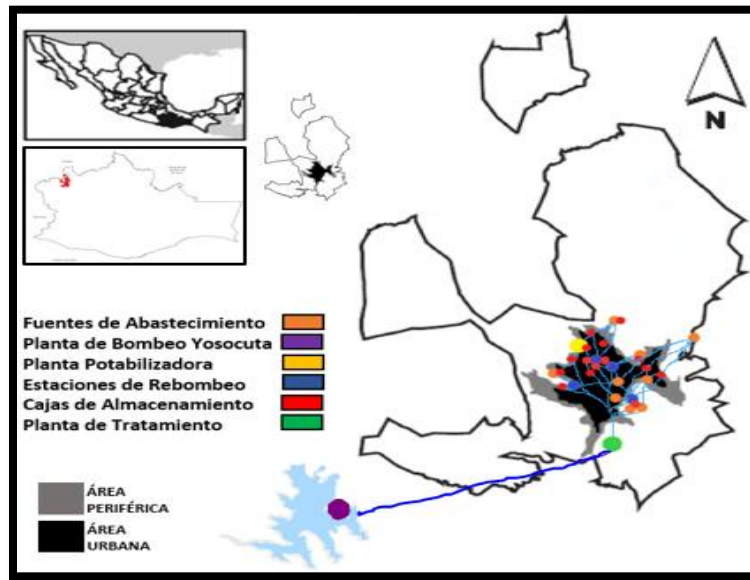 N
Fuentes de Abastecimiento
Planta de Bombeo Yosocuta
Planta Potabilizadora
Estaciones de Rebombeo
Cajas de Almacenamiento
Planta de Tratamiento
ÁREA
PERIFÉRICA
ÁREA
URBANA